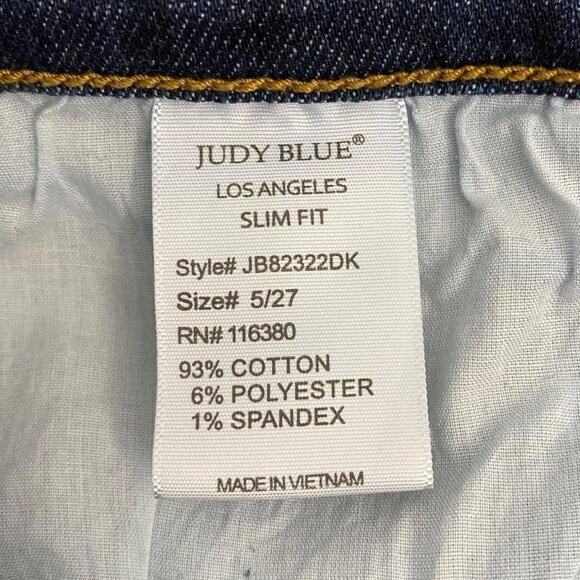 JUDY BLUE®
LOS ANGELES
SLIM FIT
Style# JB82322DK
Size# 5/27
RN# 116380
93% COTTON
6% POLYESTER
1% SPANDEX
MADE IN VIETNAM